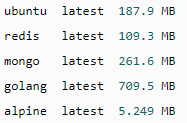 ubuntu latest 187.9 MB
redis latest 109.3 MB
mongo latest 261.6 MB
golang latest 709.5 MB
alpine latest 5.249 MB